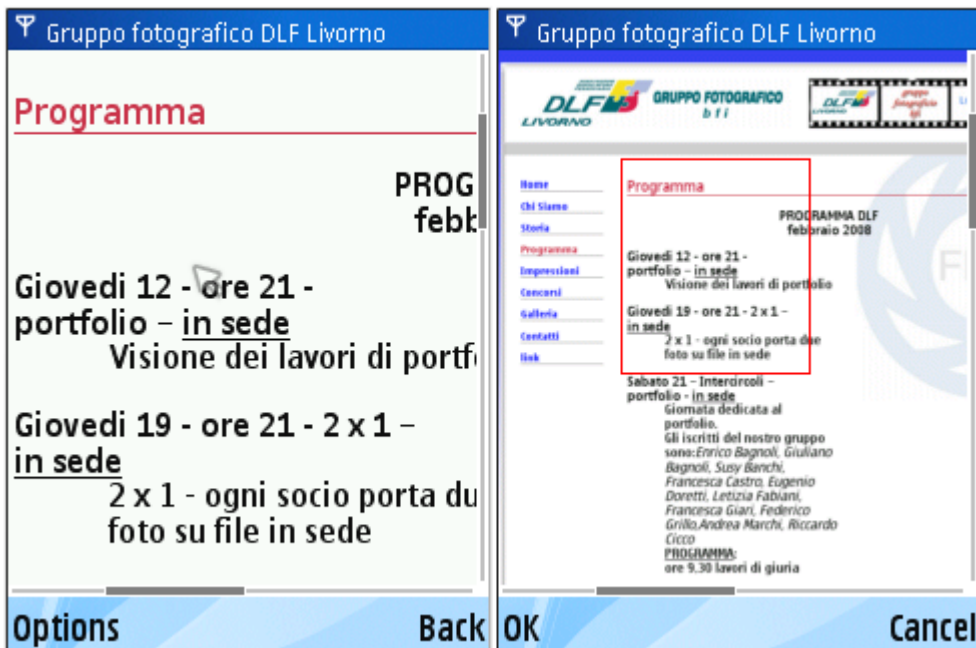 Gruppo fotografico DLF Livorno
Programma
PROG
febb
Giovedi 12 - ore 21 -
portfolio – in sede
Visione dei lavori di portf
Giovedi 19 - ore 21 - 2 x 1 –
in sede
2 x 1 - ogni socio porta du
foto su file in sede
Options Back
Gruppo fotografico DLF Livorno
DLF
LIVORNO
GRUPPO FOTOGRAFICO
b f i
DLF
gruppo
fotografico
bfi
Home
Chi Siamo
Storia
Programma
Impressioni
Concorsi
Galleria
Contatti
link
Programma
PROGRAMMA DLF
febbraio 2008
Giovedi 12 - ore 21 -
portfolio – in sede
Visione dei lavori di portfolio
Giovedi 19 - ore 21 - 2 x 1 –
in sede
2 x 1 - ogni socio porta due
foto su file in sede
Sabato 21 – Intercircoli –
portfolio - in sede
Giornata dedicata al
portfolio.
Gli iscritti del nostro gruppo
sono:Enrico Bagnoli, Giuliano
Bagnoli, Susy Banchi,
Francesca Castro, Eugenio
Doretti, Letizia Fabiani,
Francesca Giari, Federico
Grillo,Andrea Marchi, Riccardo
Cicco
PROGRAMMA:
ore 9.30 lavori di giuria
OK Cancel